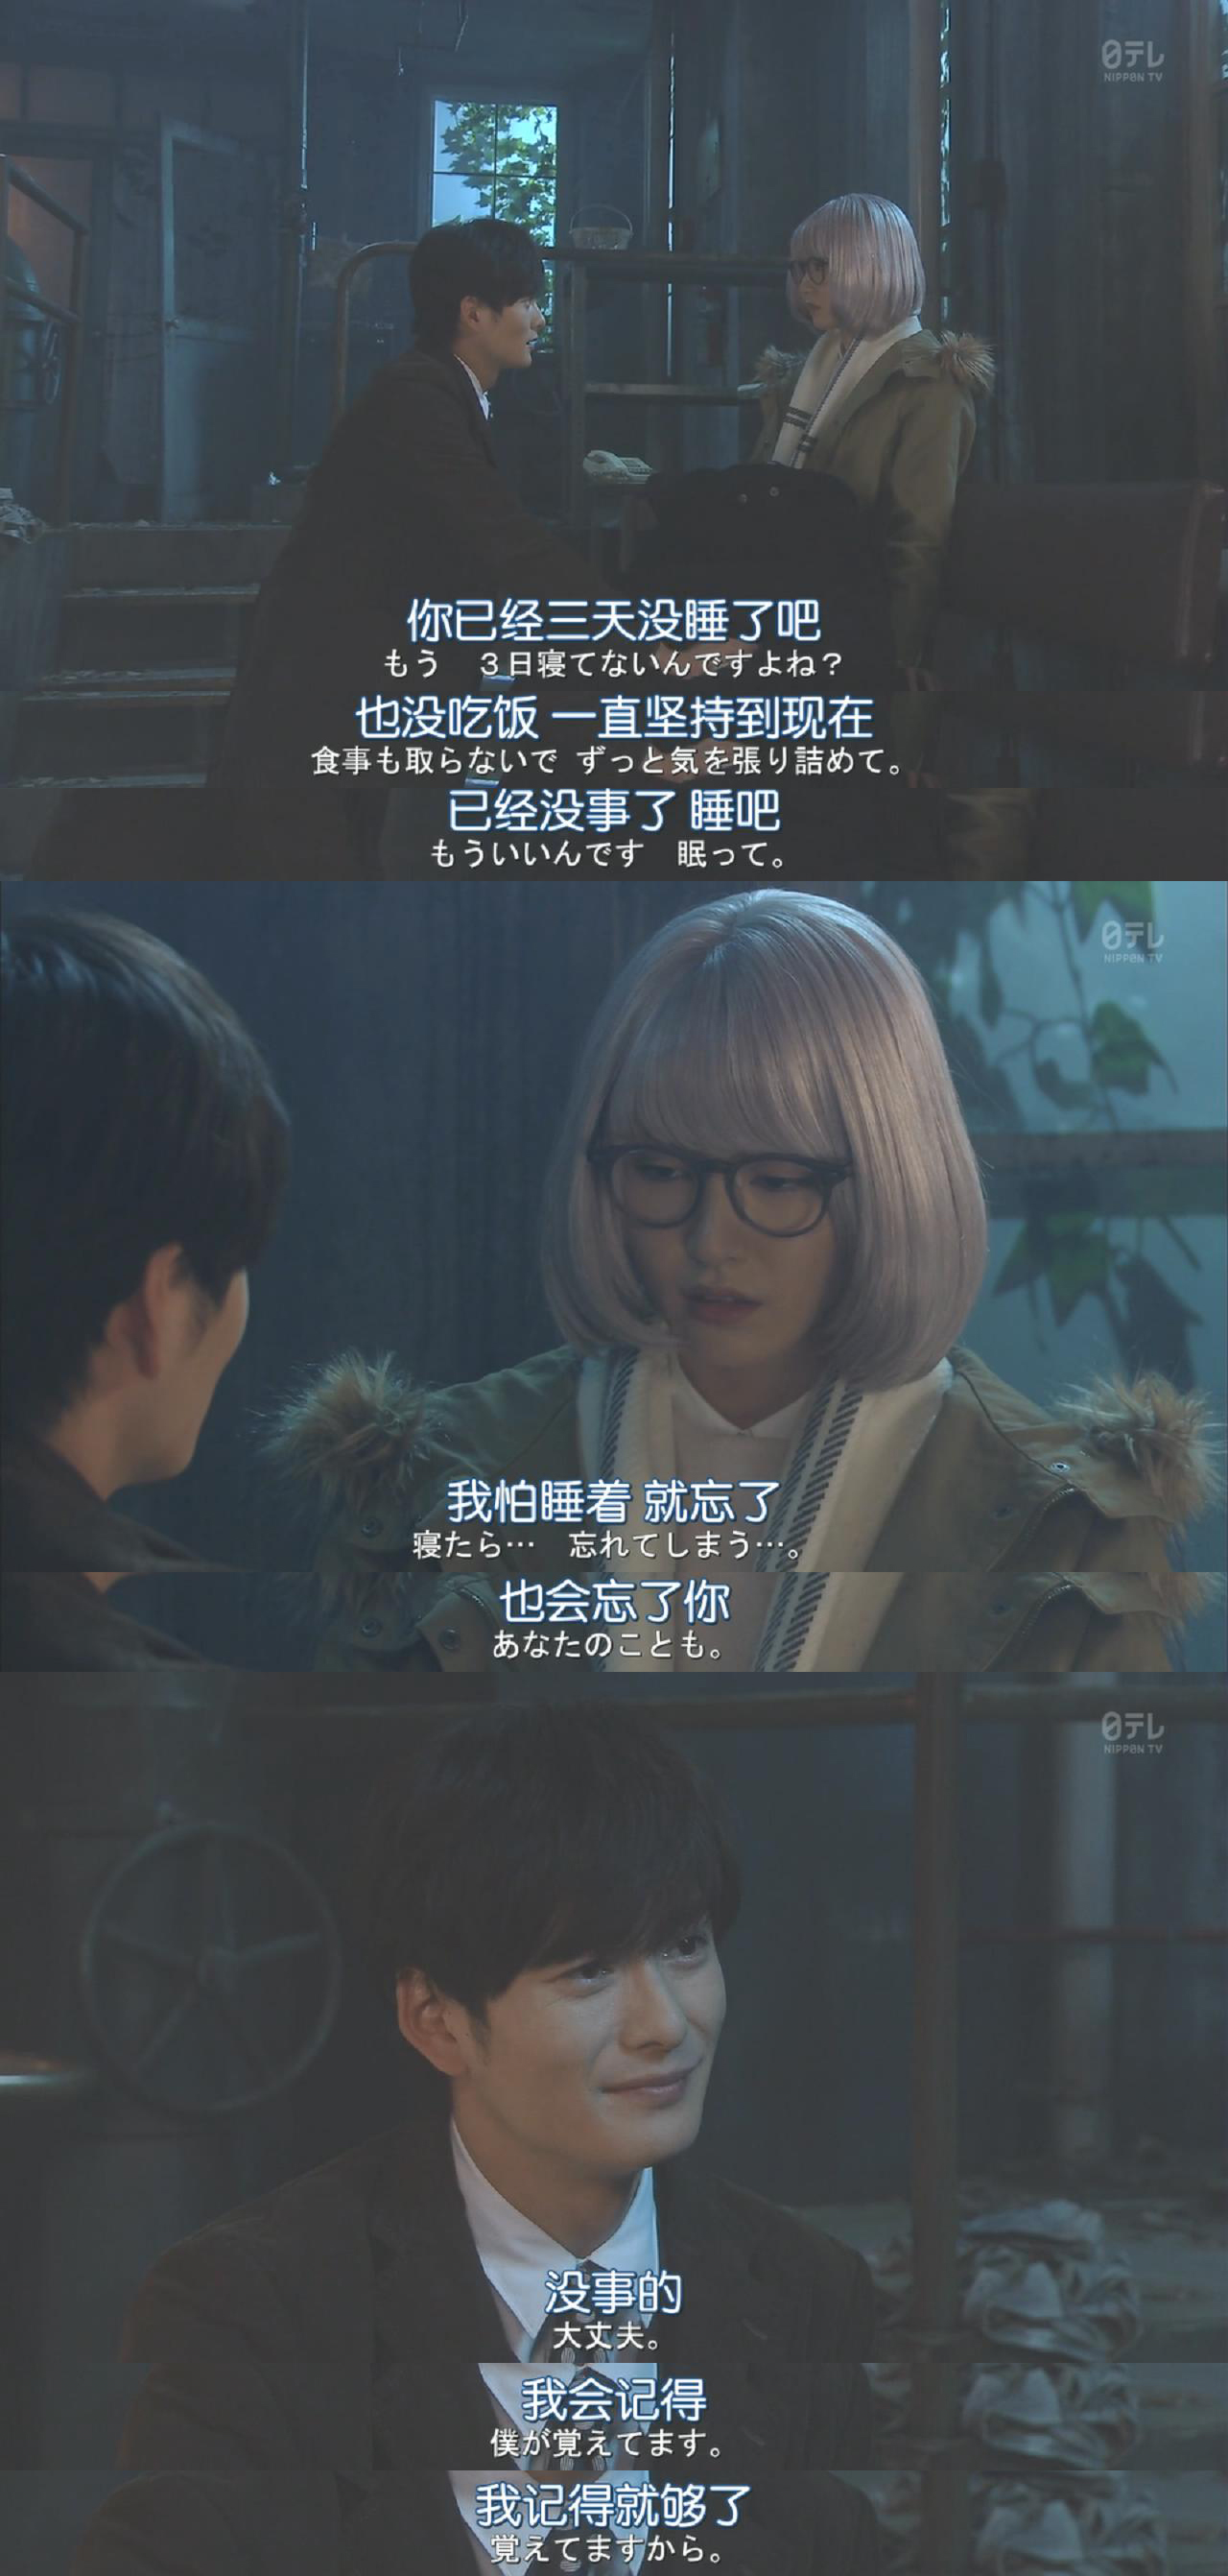 日テレ
NIPPON TV
你已经三天没睡了吧
もう　３日寝てないんですよね？
也没吃饭 一直坚持到现在
食事も取らないで ずっと気を張り詰めて。
已经没事了 睡吧
もういいんです　眠って。
日テレ
NIPPON TV
我怕睡着 就忘了
寝たら…　忘れてしまう…。
也会忘了你
あなたのことも。
日テレ
NIPPON TV
没事的
大丈夫。
我会记得
僕が覚えてます。
我记得就够了
覚えてますから。